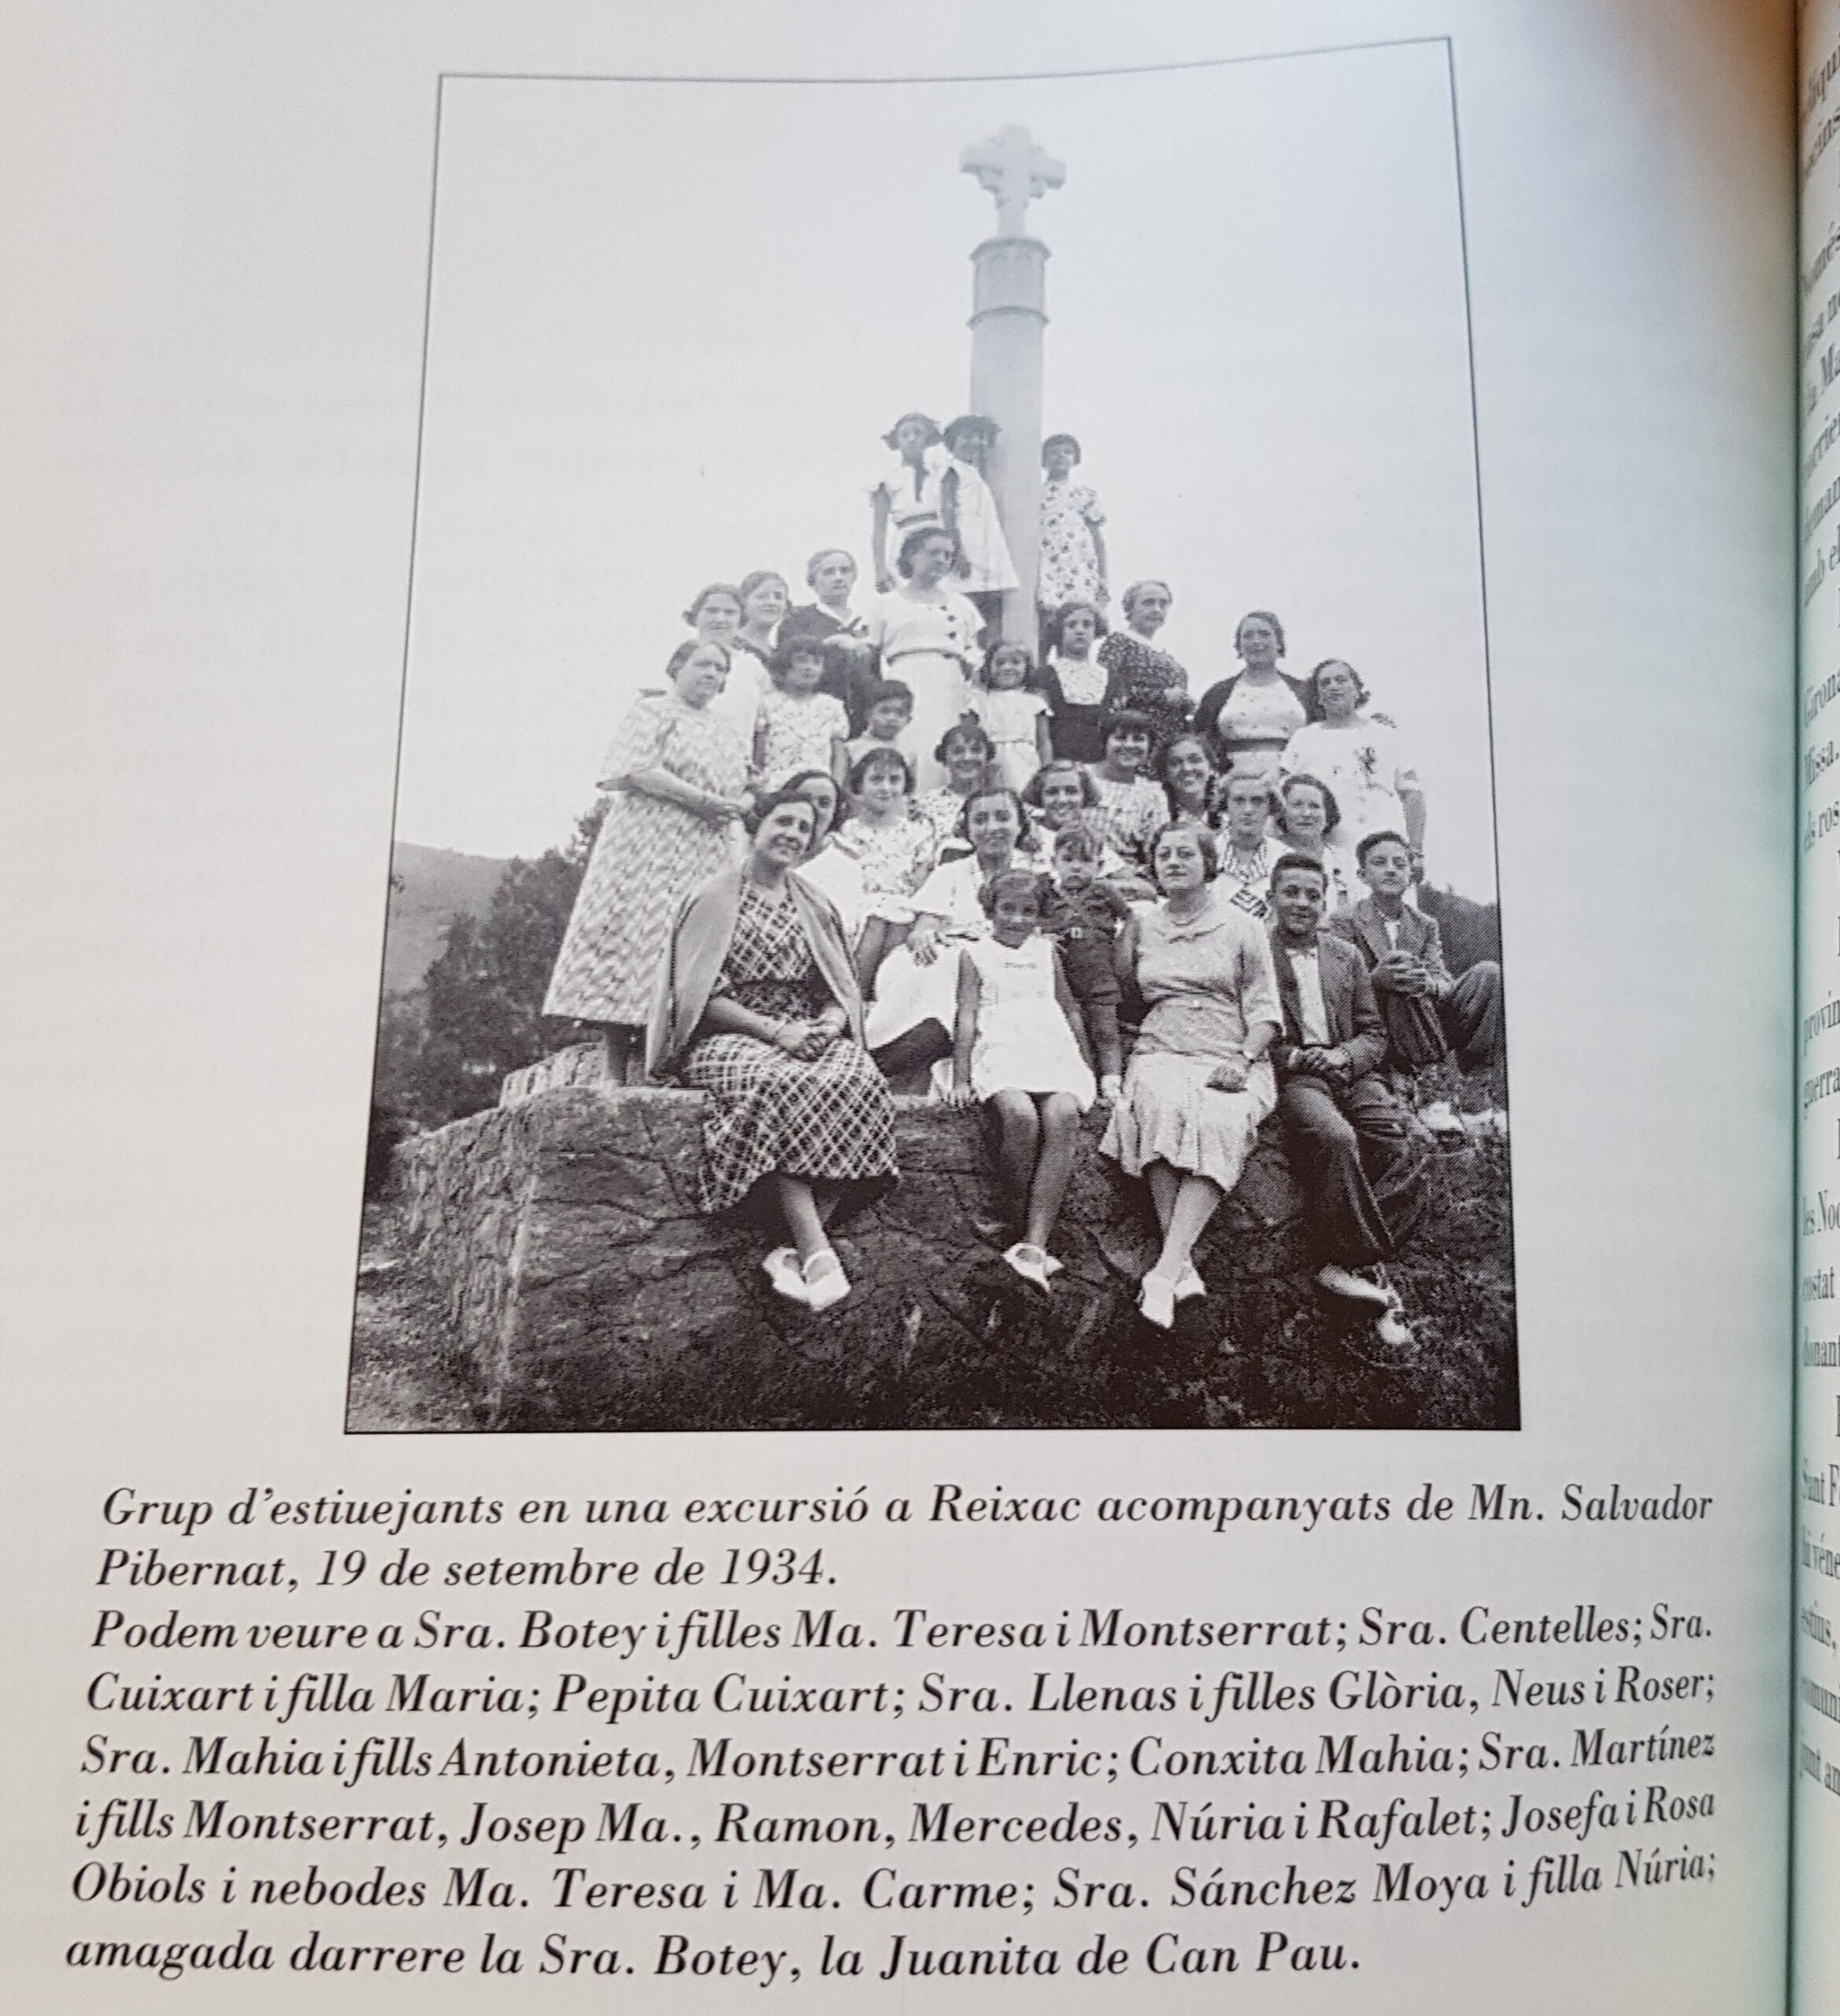 Grup d'estiuejants en una excursió a Reixac acompanyats de Mn. Salvador
Pibernat, 19 de setembre de 1934.
Podem veure a Sra. Botey i filles Ma. Teresa i Montserrat; Sra. Centelles; Sra.
Cuixart i filla Maria; Pepita Cuixart; Sra. Llenas i filles Glòria, Neus i Roser;
Sra. Mahia i fills Antonieta, Montserrat i Enric; Conxita Mahia; Sra. Martínez
i fills Montserrat, Josep Ma., Ramon, Mercedes, Núria i Rafalet; Josefa i Rosa
Obiols i nebodes Ma. Teresa i Ma. Carme; Sra. Sánchez Moya i filla Núria;
amagada darrere la Sra. Botey, la Juanita de Can Pau.